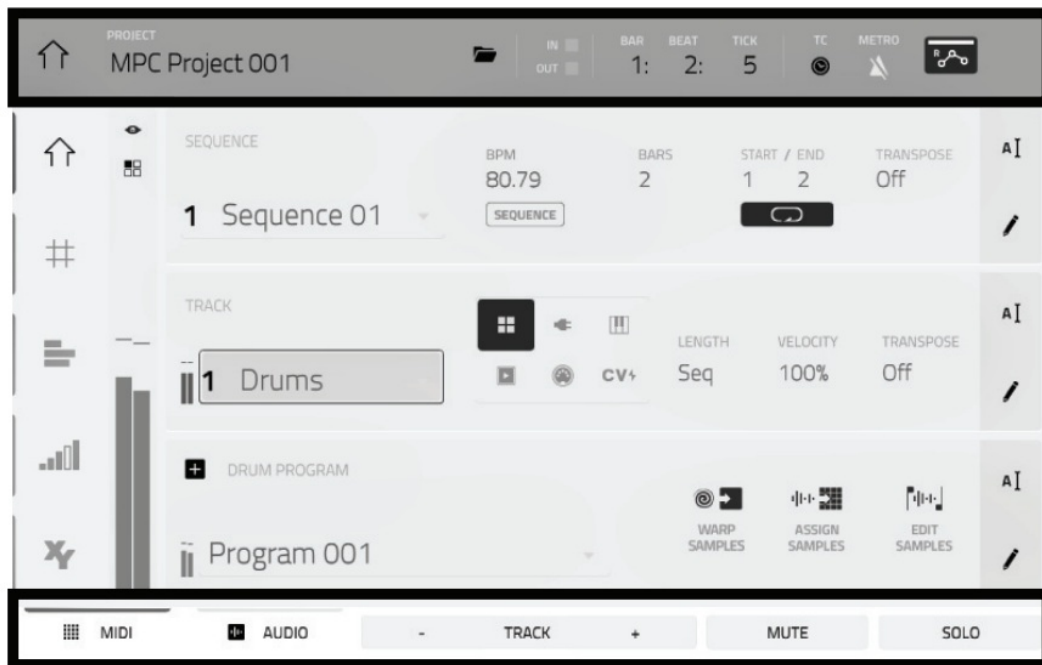 PROJECT
MPC Project 001
IN
OUT
BAR BEAT TICK TC METRO
1: 2: 5
R
SEQUENCE
1 Sequence 01
BPM BARS START / END TRANSPOSE
80.79 2 1 2 Off
SEQUENCE
A
TRACK
1 Drums
CV
LENGTH VELOCITY TRANSPOSE
Seq 100% Off
A
DRUM PROGRAM
Program 001
WARP SAMPLES
ASSIGN SAMPLES
EDIT SAMPLES
A
XY
MIDI AUDIO - TRACK + MUTE SOLO